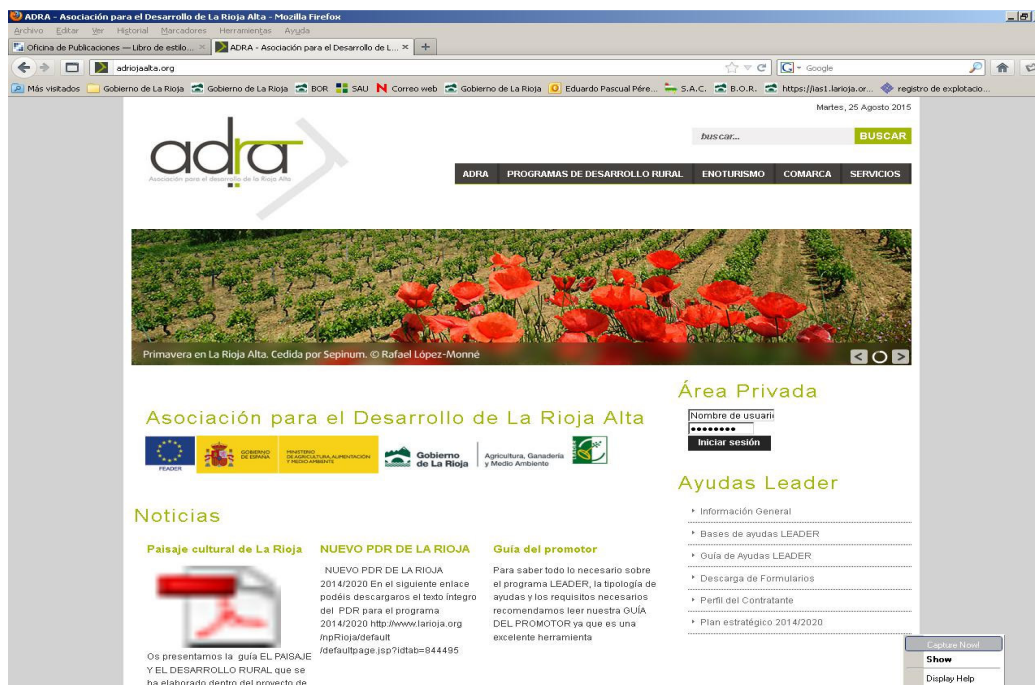 ADRA - Asociación para el Desarrollo de La Rioja Alta - Mozilla Firefox
Archivo Editar Ver Historial Marcadores Herramientas Ayuda
Oficina de Publicaciones — Libro de estilo...
ADRA - Asociación para el Desarrollo de L...
adriojaalta.org
Google
Más visitados Gobierno de La Rioja Gobierno de La Rioja BOR SAU Correo web Gobierno de La Rioja Eduardo Pascual Pére... S.A.C. B.O.R. https://ias1.larioja.or... registro de explotacio...
Martes, 25 Agosto 2015
adra
Asociación para el desarrollo de la Rioja Alta
buscar...
BUSCAR
ADRA PROGRAMAS DE DESARROLLO RURAL ENOTURISMO COMARCA SERVICIOS
Primavera en La Rioja Alta. Cedida por Sepinum. © Rafael López-Monné
Asociación para el Desarrollo de La Rioja Alta
FEADER
GOBIERNO
DE ESPAÑA
MINISTERIO
DE AGRICULTURA, ALIMENTACIÓN
Y MEDIO AMBIENTE
Gobierno
de La Rioja
Agricultura, Ganadería
y Medio Ambiente
Noticias
Paisaje cultural de La Rioja
Os presentamos la guía EL PAISAJE
Y EL DESARROLLO RURAL que se
ha elaborado dentro del proyecto de
NUEVO PDR DE LA RIOJA
NUEVO PDR DE LA RIOJA
2014/2020 En el siguiente enlace
podéis descargaros el texto íntegro
del PDR para el programa
2014/2020 http://www.larioja.org
/npRioja/default
/defaultpage.jsp?idtab=844495
Guía del promotor
Para saber todo lo necesario sobre
el programa LEADER, la tipología de
ayudas y los requisitos necesarios
recomendamos leer nuestra GUÍA
DEL PROMOTOR ya que es una
excelente herramienta
Área Privada
Nombre de usuari
Iniciar sesión
Ayudas Leader
Información General
Bases de ayudas LEADER
Guía de Ayudas LEADER
Descarga de Formularios
Perfil del Contratante
Plan estratégico 2014/2020
Capture Now!
Show
Display Help